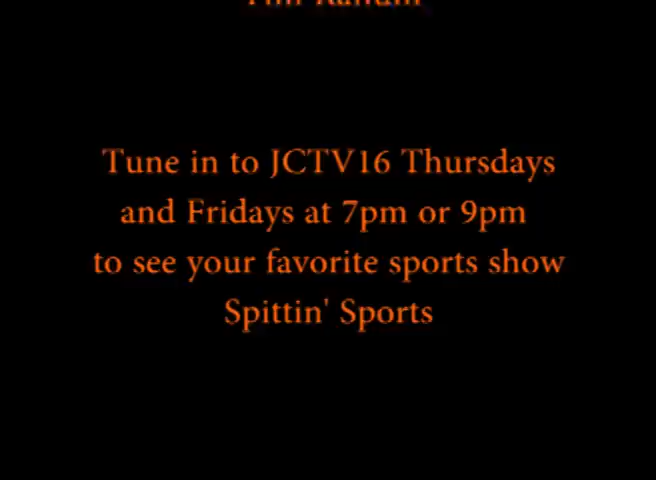 Tune in to JCTV16 Thursdays
and Fridays at 7pm or 9pm
to see your favorite sports show
Spittin' Sports